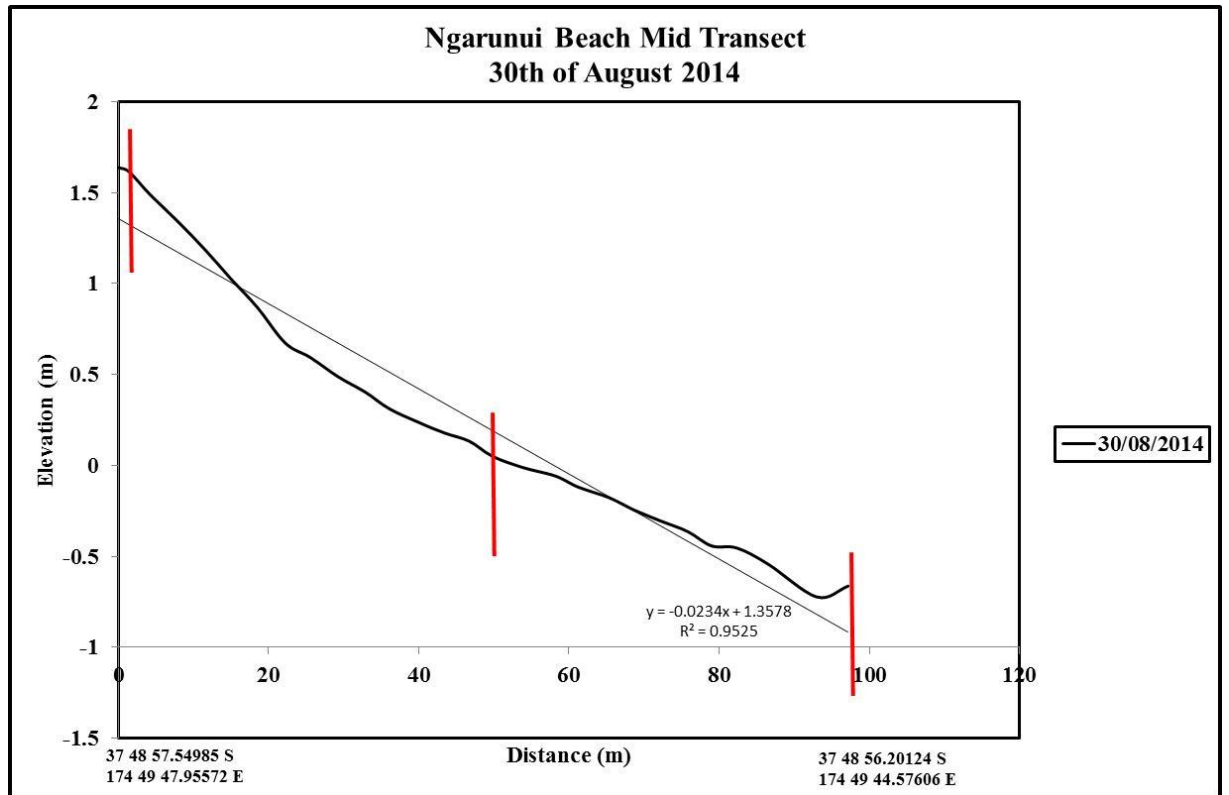 Ngarunui Beach Mid Transect
30th of August 2014
2
1.5
1
0.5
0
-0.5
-1
-1.5
Elevation (m)
y = -0.0234x + 1.3578
R² = 0.9525
0 20 40 60 80 100 120
Distance (m)
37 48 57.54985 S
174 49 47.95572 E
37 48 56.20124 S
174 49 44.57606 E
30/08/2014